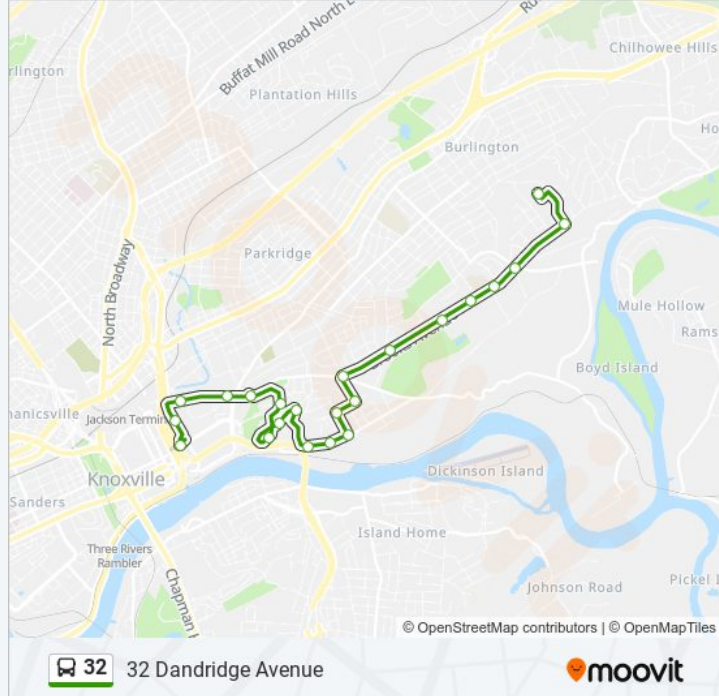 Ru
Buffat Mill Road North E
Chilhowee Hills
rlington
Plantation Hills
Burlington
Ho
Parkridge
North Broadway
Mule Hollow
Rams
Boyd Island
hanicsville
Jackson Termin
Knoxville
Dickinson Island
Sanders
Island Home
Three Rivers
Rambler
Chapman
Johnson Road
Pickel I
© OpenStreetMap contributors | © OpenMapTiles
32 32 Dandridge Avenue
moovit